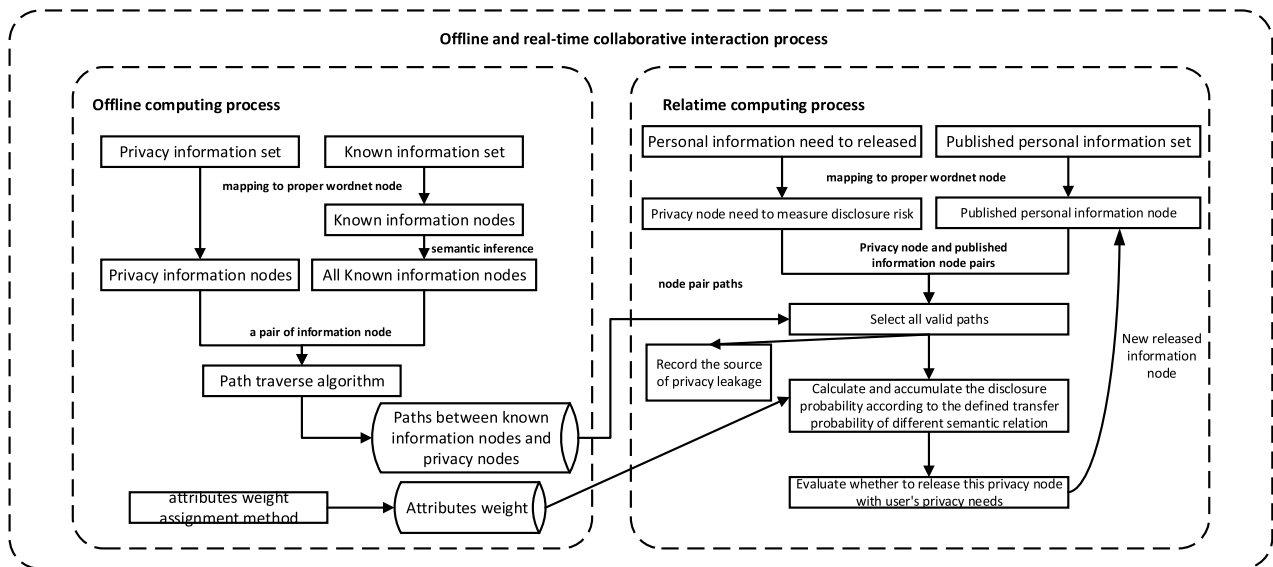 Offline and real-time collaborative interaction process
Offline computing process
Privacy information set
Known information set
mapping to proper wordnet node
Known information nodes
semantic inference
Privacy information nodes
All Known information nodes
a pair of information node
Path traverse algorithm
Paths between known
information nodes and
privacy nodes
attributes weight
assignment method
Attributes weight
Relatime computing process
Personal information need to released
Published personal information set
mapping to proper wordnet node
Privacy node need to measure disclosure risk
Published personal information node
Privacy node and published
information node pairs
node pair paths
Select all valid paths
Record the source
of privacy leakage
New released
information
node
Calculate and accumulate the disclosure
probability according to the defined transfer
probability of different semantic relation
Evaluate whether to release this privacy node
with user's privacy needs